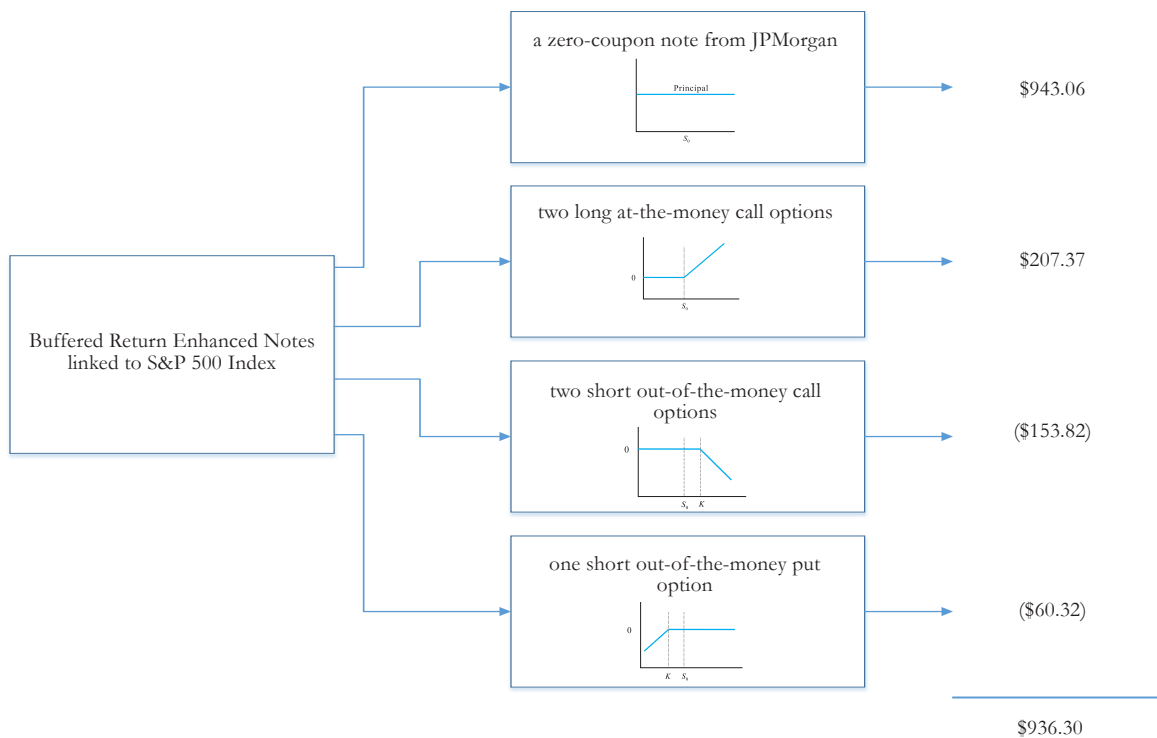 a zero-coupon note from JPMorgan
Principal
S₀
$943.06
two long at-the-money call options
0
S₀
$207.37
Buffered Return Enhanced Notes
linked to S&P 500 Index
two short out-of-the-money call
options
0
S₀ K
($153.82)
one short out-of-the-money put
option
0
K S₀
($60.32)
$936.30